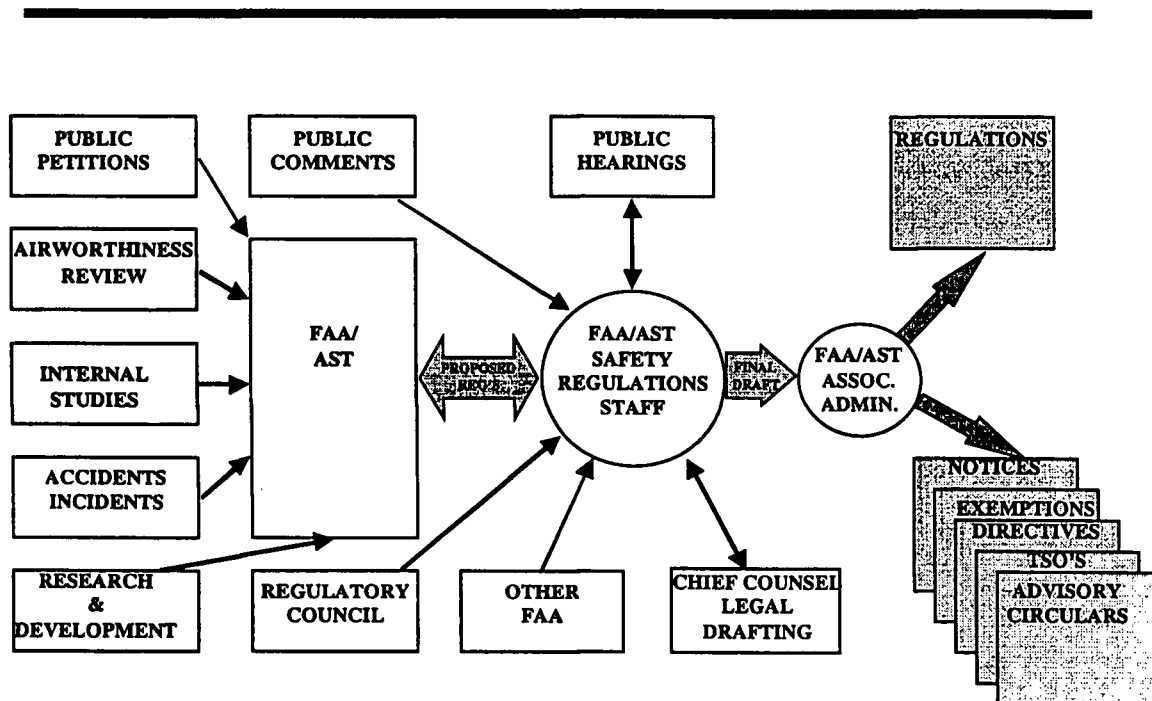 PUBLIC
PETITIONS
PUBLIC
COMMENTS
PUBLIC
HEARINGS
REGULATIONS
AIRWORTHINESS
REVIEW
INTERNAL
STUDIES
ACCIDENTS
INCIDENTS
RESEARCH
&
DEVELOPMENT
FAA/
AST
PROPOSED
REQ'S
FAA/AST
SAFETY
REGULATIONS
STAFF
FINAL
DRAFT
FAA/AST
ASSOC.
ADMIN.
REGULATORY
COUNCIL
OTHER
FAA
CHIEF COUNSEL
LEGAL
DRAFTING
NOTICES
EXEMPTIONS
DIRECTIVES
TSO'S
ADVISORY
CIRCULARS